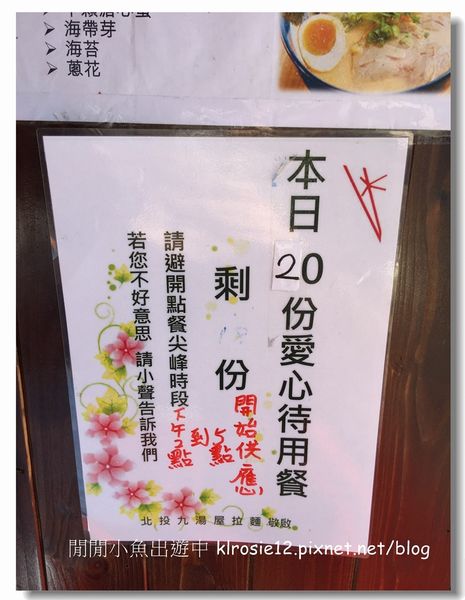 ➢ 海帶芽
➢ 海苔
➢ 蔥花
本日20份愛心待用餐
剩 份
請避開點餐尖峰時段
下午2點到5點開始供應
若您不好意思 請小聲告訴我們
北投九湯屋拉麵 敬啟
閒閒小魚出遊中 klrosie12.pixnet.net/blog